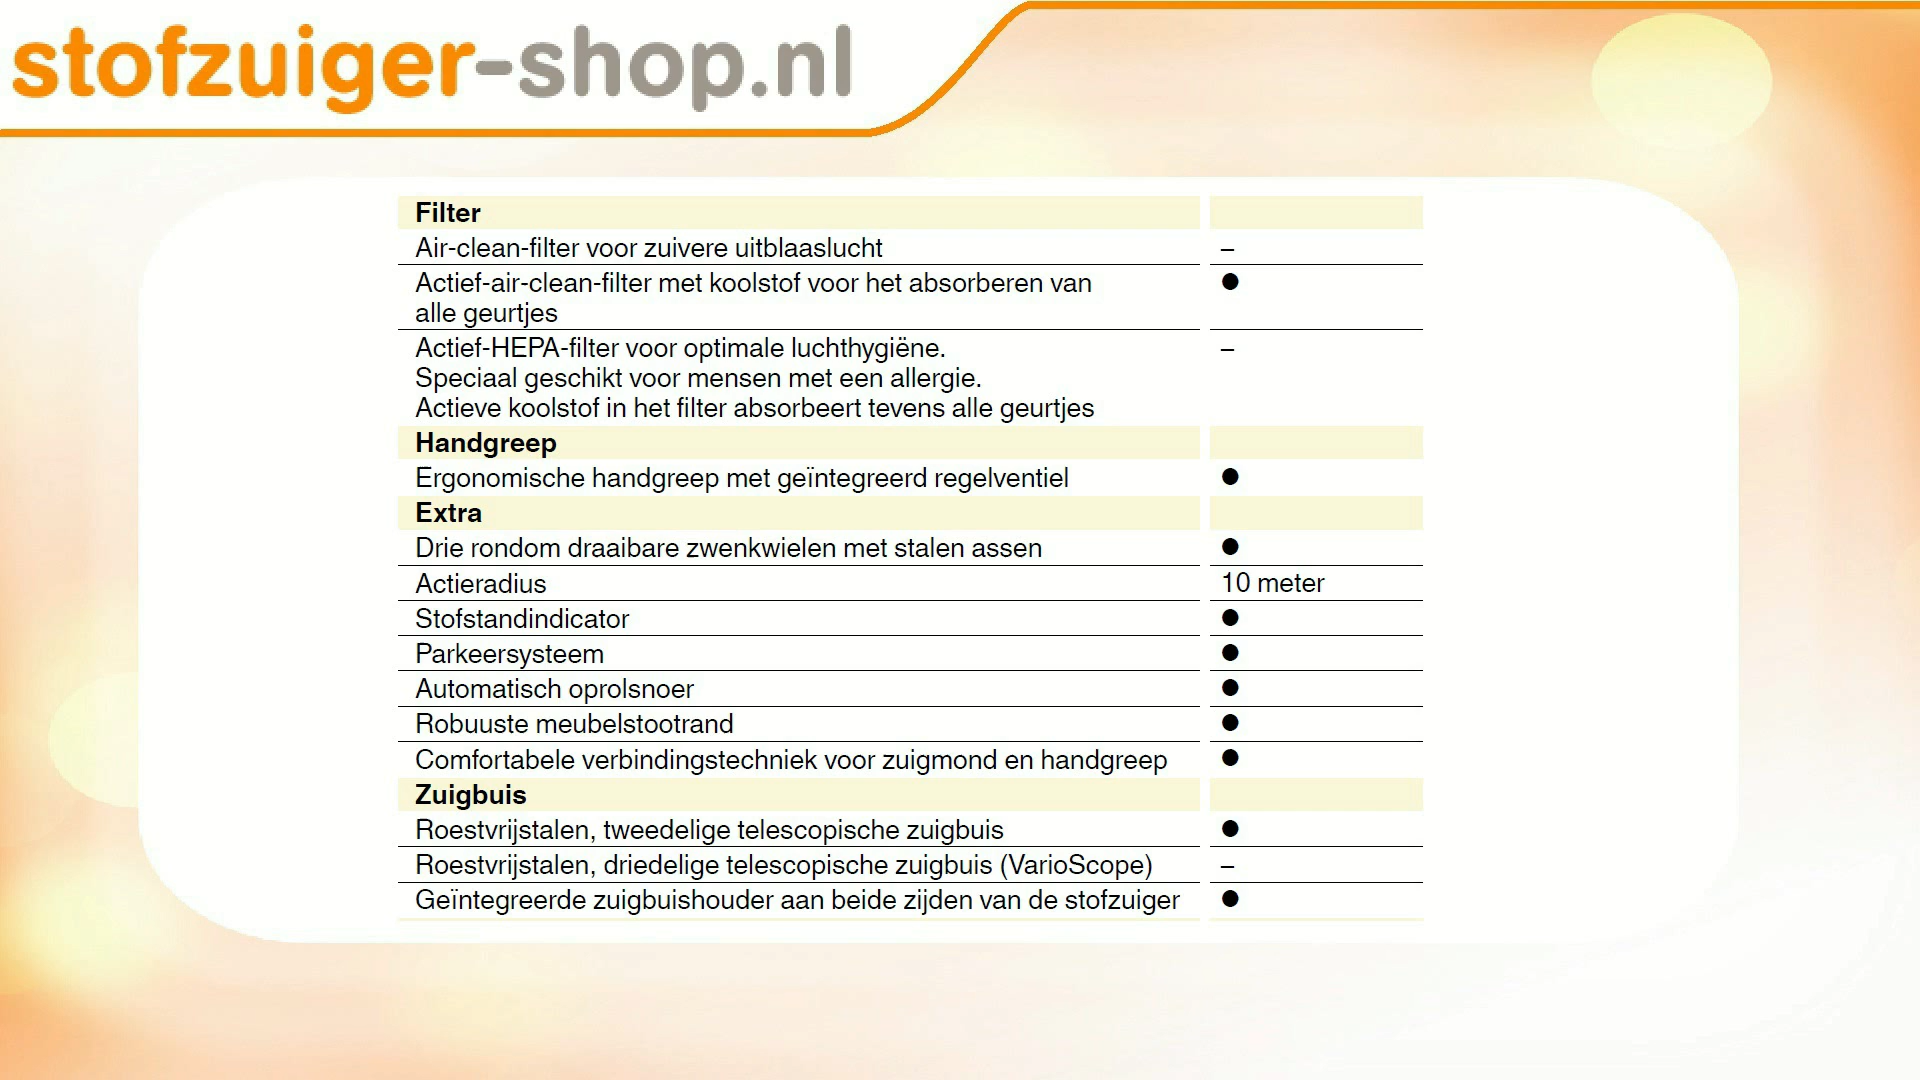 stofzuiger-shop.nl
Filter
Air-clean-filter voor zuivere uitblaaslucht –
Actief-air-clean-filter met koolstof voor het absorberen van ●
alle geurtjes
Actief-HEPA-filter voor optimale luchthygiëne. –
Speciaal geschikt voor mensen met een allergie.
Actieve koolstof in het filter absorbeert tevens alle geurtjes
Handgreep
Ergonomische handgreep met geïntegreerd regelventiel ●
Extra
Drie rondom draaibare zwenkwielen met stalen assen ●
Actieradius 10 meter
Stofstandindicator ●
Parkeersysteem ●
Automatisch oprolsnoer ●
Robuuste meubelstootrand ●
Comfortabele verbindingstechniek voor zuigmond en handgreep ●
Zuigbuis
Roestvrijstalen, tweedelige telescopische zuigbuis ●
Roestvrijstalen, driedelige telescopische zuigbuis (VarioScope) –
Geïntegreerde zuigbuishouder aan beide zijden van de stofzuiger ●